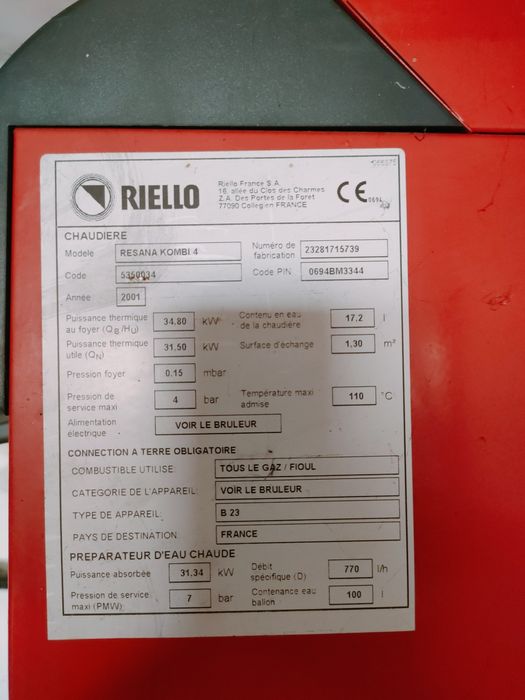 RIELLO
Riello France S.A.
16, allée du Clos des Charmes
Z.A. Des Portes de la Foret
77090 Collegien FRANCE
CE
0694
CHAUDIERE
Modèle RESANA KOMBI 4 Numéro de fabrication 23281715739
Code 5350034 Code PIN 0694BM3344
Année 2001
Puissance thermique au foyer (QB/HU) 34.80 kW Contenu en eau de la chaudière 17,2 l
Puissance thermique utile (QN) 31.50 kW Surface d'échange 1,30 m²
Pression foyer 0.15 mbar
Pression de service maxi 4 bar Température maxi admise 110 °C
Alimentation électrique VOIR LE BRULEUR
CONNECTION A TERRE OBLIGATOIRE
COMBUSTIBLE UTILISE: TOUS LE GAZ / FIOUL
CATEGORIE DE L'APPAREIL: VOIR LE BRULEUR
TYPE DE APPAREIL: B 23
PAYS DE DESTINATION: FRANCE
PREPARATEUR D'EAU CHAUDE
Puissance absorbée 31,34 kW Débit spécifique (D) 770 l/h
Pression de service maxi (PMW) 7 bar Contenance eau ballon 100 l